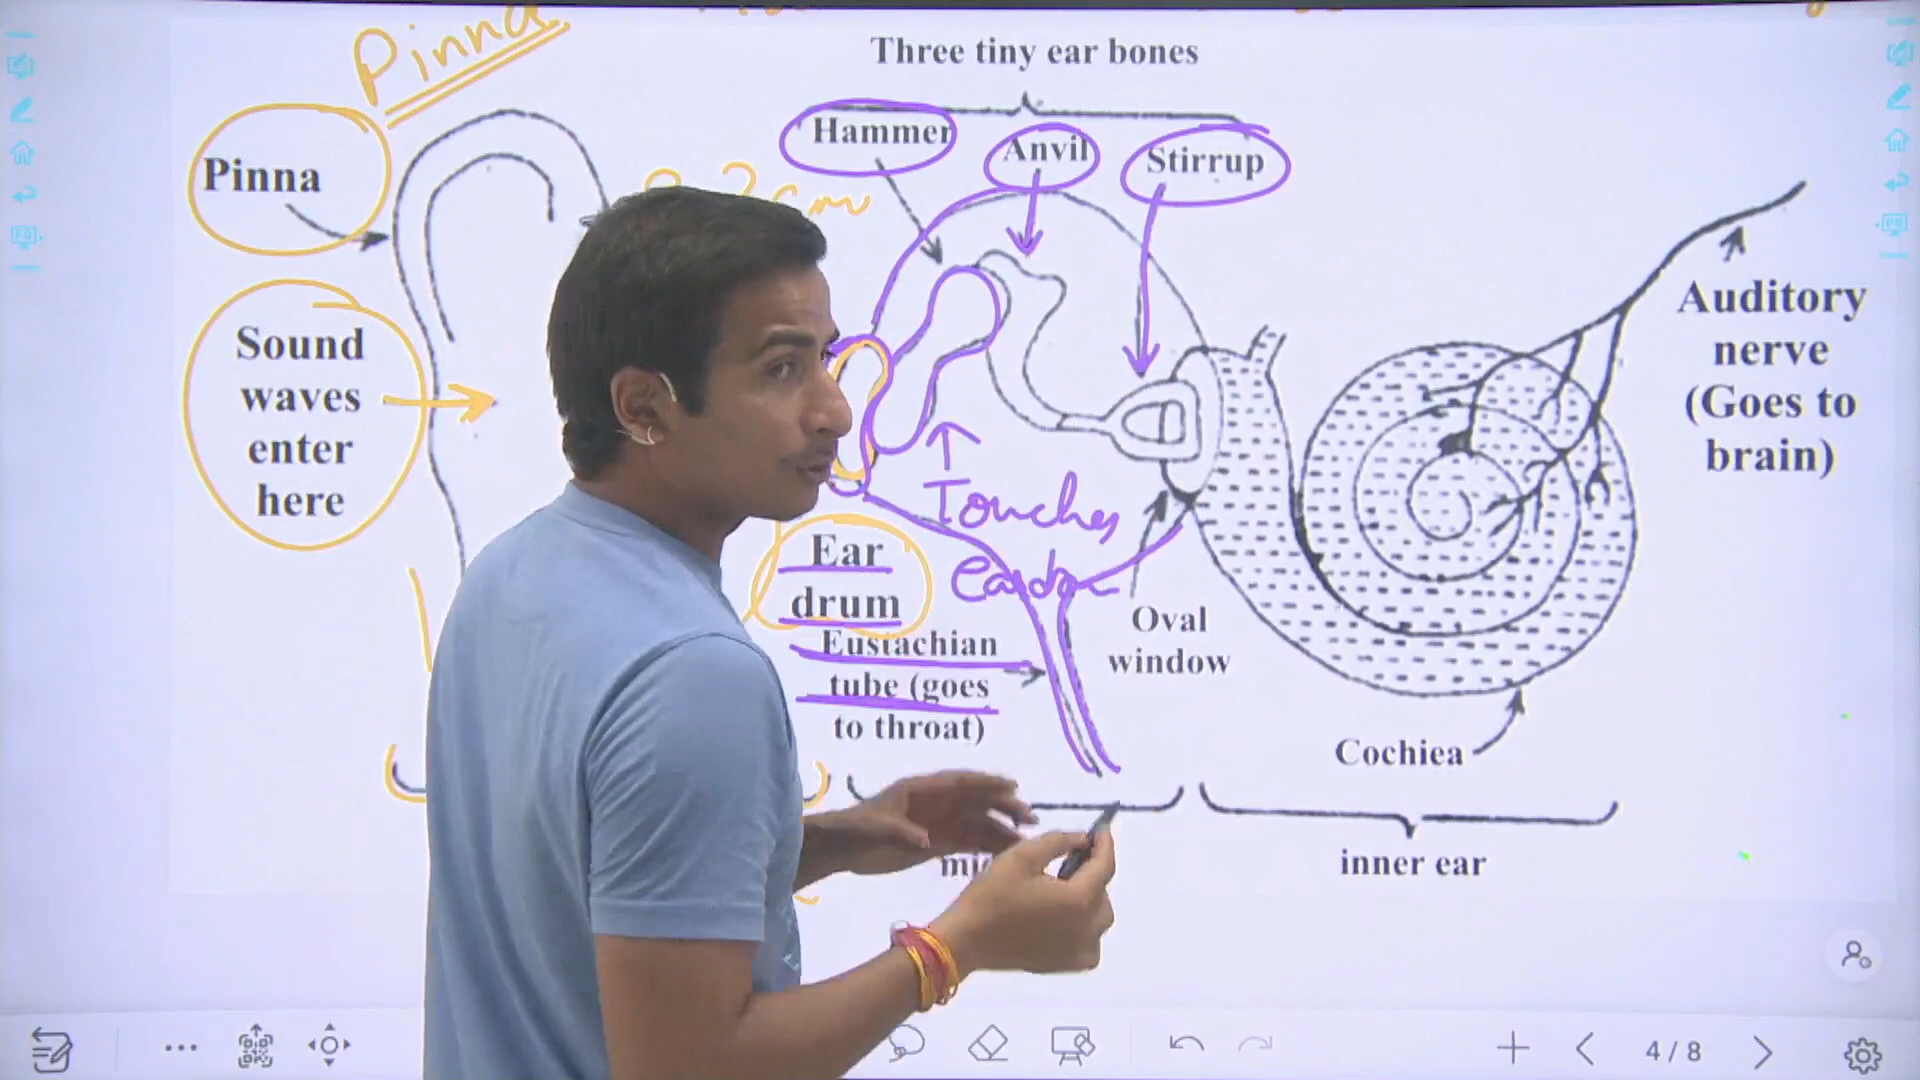 Pinna
Three tiny ear bones
Hammer
Anvil
Stirrup
Pinna
Sound
waves
enter
here
Auditory
nerve
(Goes to
brain)
Touches
Ear
drum
Eustachian
tube (goes
to throat)
Oval
window
Cochiea
inner ear
4 / 8